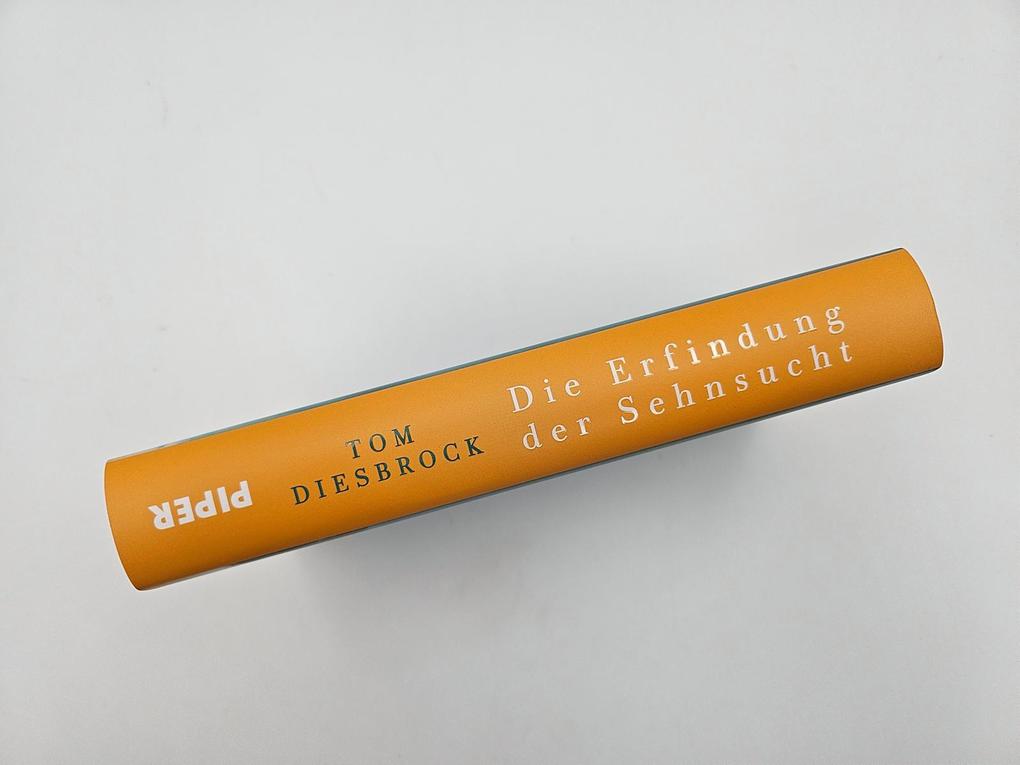 PIPER
TOM
DIESBROCK
Die Erfindung
der Sehnsucht